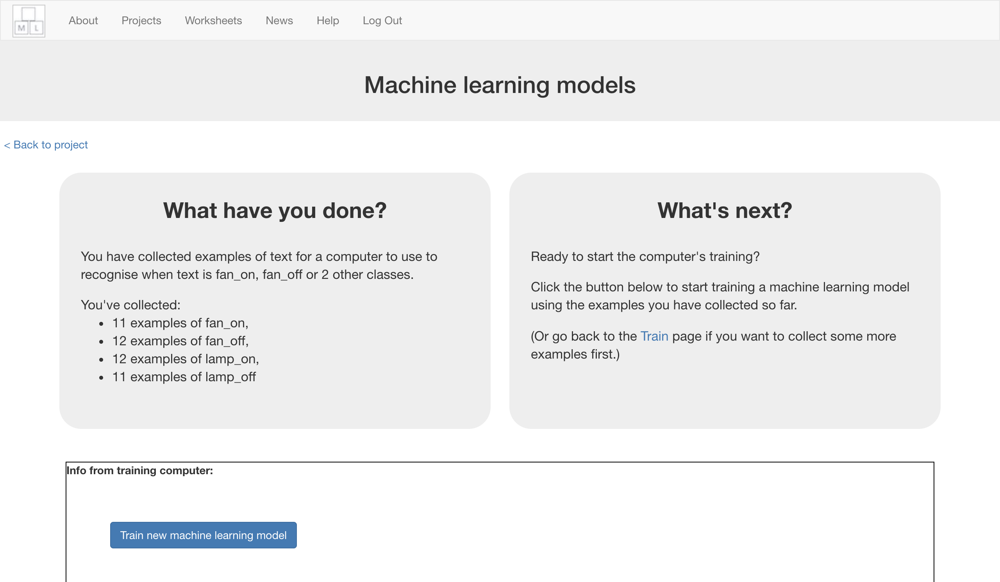 M L
About Projects Worksheets News Help Log Out
Machine learning models
< Back to project
What have you done?
You have collected examples of text for a computer to use to
recognise when text is fan_on, fan_off or 2 other classes.
You've collected:
• 11 examples of fan_on,
• 12 examples of fan_off,
• 12 examples of lamp_on,
• 11 examples of lamp_off
What's next?
Ready to start the computer's training?
Click the button below to start training a machine learning model
using the examples you have collected so far.
(Or go back to the Train page if you want to collect some more
examples first.)
Info from training computer:
Train new machine learning model